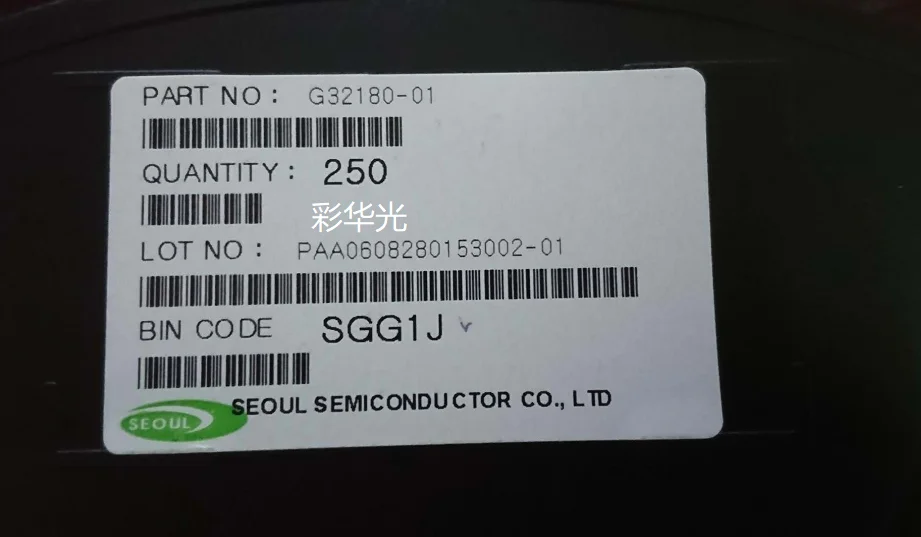 PART NO : G32180-01
QUANTITY : 250
彩华光
LOT NO : PAA0608280153002-01
BIN CODE SGG1J
SEOUL SEMICONDUCTOR CO., LTD
SEOUL